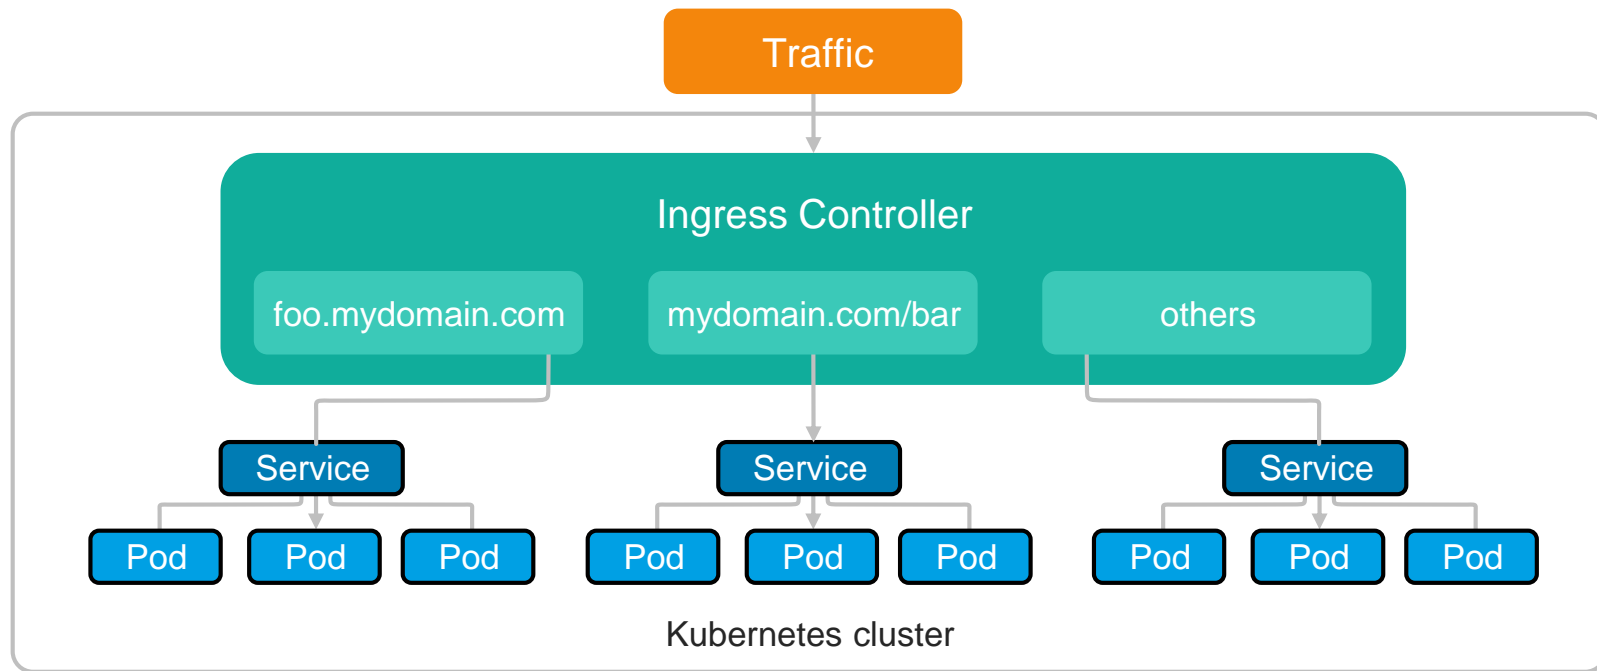 Traffic
Ingress Controller
foo.mydomain.com
mydomain.com/bar
others
Service
Service
Service
Pod
Pod
Pod
Pod
Pod
Pod
Pod
Pod
Pod
Kubernetes cluster